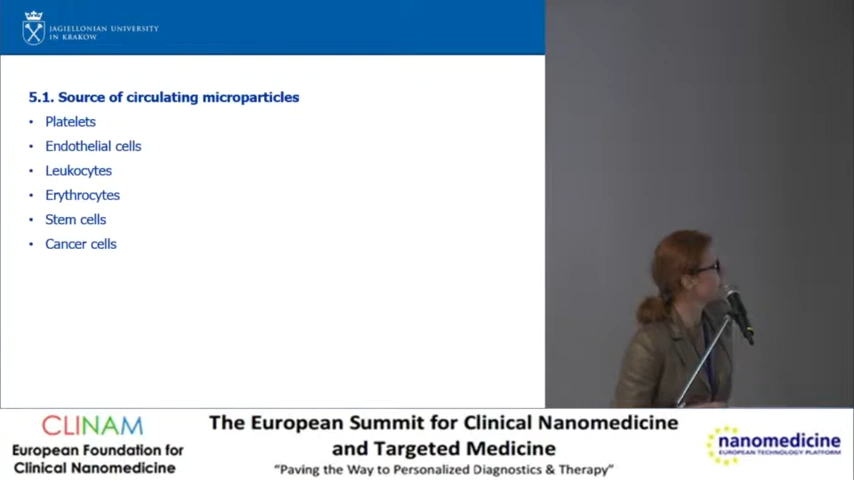 JAGIELLONIAN UNIVERSITY
IN KRAKOW
5.1. Source of circulating microparticles
• Platelets
• Endothelial cells
• Leukocytes
• Erythrocytes
• Stem cells
• Cancer cells
CLINAM
European Foundation for
Clinical Nanomedicine
The European Summit for Clinical Nanomedicine
and Targeted Medicine
“Paving the Way to Personalized Diagnostics & Therapy”
nanomedicine
EUROPEAN TECHNOLOGY PLATFORM